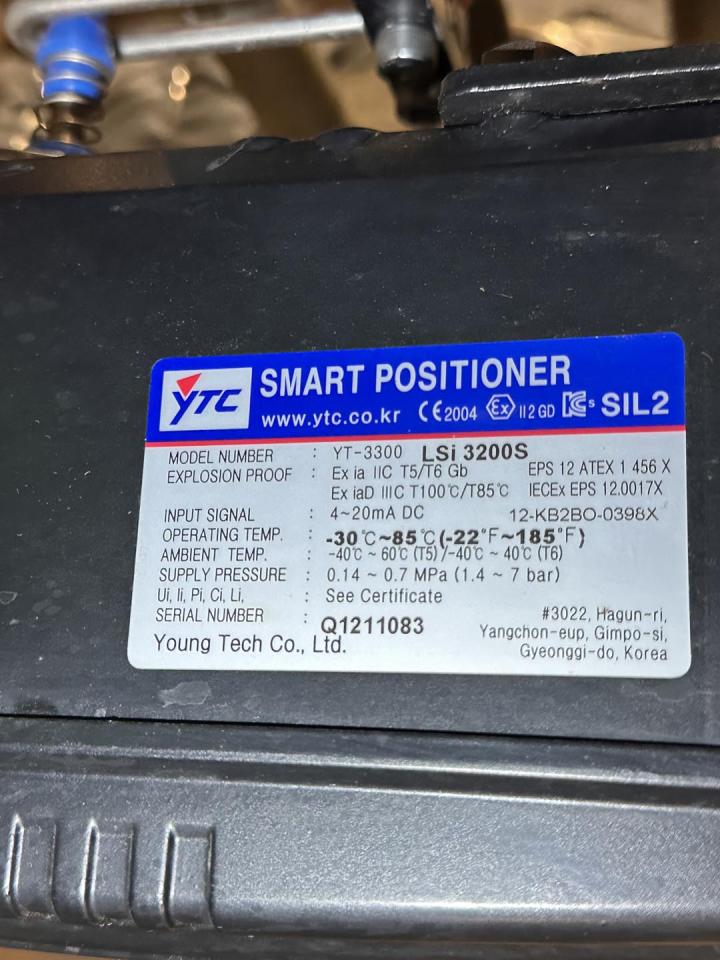 YTC SMART POSITIONER
www.ytc.co.kr CE 2004 Ex II 2 GD KCs SIL2
MODEL NUMBER : YT-3300 LSi 3200S
EXPLOSION PROOF : Ex ia IIC T5/T6 Gb EPS 12 ATEX 1 456 X
Ex iaD IIIC T100℃/T85℃ IECEx EPS 12.0017X
INPUT SIGNAL : 4~20mA DC 12-KB2BO-0398X
OPERATING TEMP. : -30℃~85℃(-22°F~185°F)
AMBIENT TEMP. : -40℃ ~ 60℃ (T5)/-40℃ ~ 40℃ (T6)
SUPPLY PRESSURE : 0.14 ~ 0.7 MPa (1.4 ~ 7 bar)
Ui, Ii, Pi, Ci, Li, : See Certificate
SERIAL NUMBER : Q1211083
Young Tech Co., Ltd.
#3022, Hagun-ri,
Yangchon-eup, Gimpo-si,
Gyeonggi-do, Korea